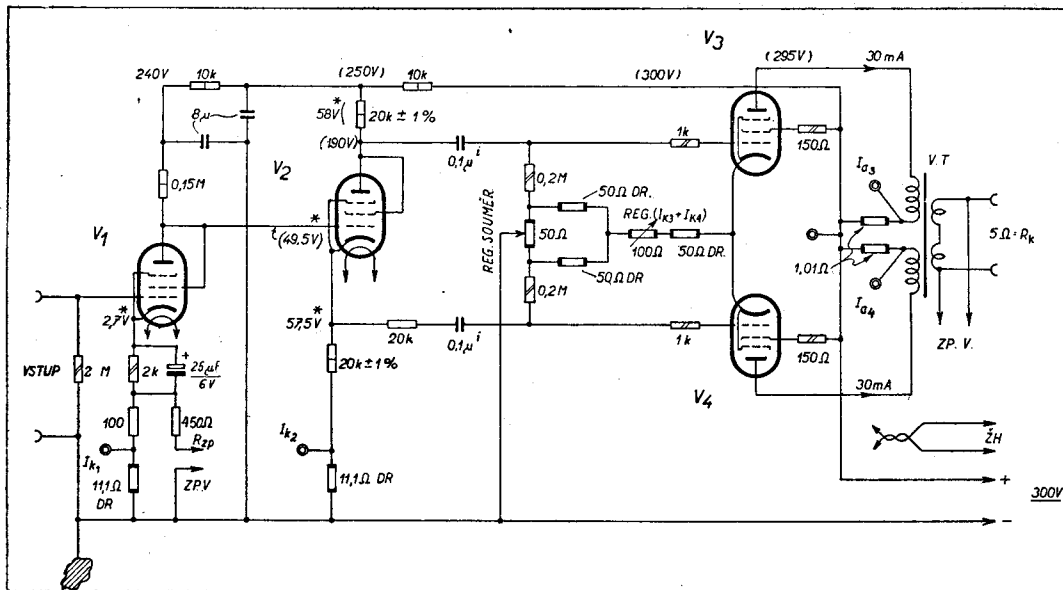 V3
240V
10k
(250V)
10k
(300V)
(295V)
30 mA
8µ
58V *
20k ± 1%
(190V)
0,1µ i
1k
150Ω
V.T
V2
0,15M
0,2 M
50Ω DR.
Ia3
REG. SOUMĚR.
50Ω
REG.(IK3 + IK4)
100Ω
50Ω DR.
5 Ω = Rk
V1
*
(49,5V)
50Ω DR
1,01Ω
0,2 M
Ia4
*
2,7V
*
57,5V
20k
0,1µ i
1k
150Ω
ZP. V.
VSTUP
2 M
2k
+
25µF
6V
20k ± 1%
V4
30mA
100
450Ω
Rzp
Ik1
Ik2
ŽH
11,1Ω
DR
ZP.V
11,1Ω DR
+
300V
-